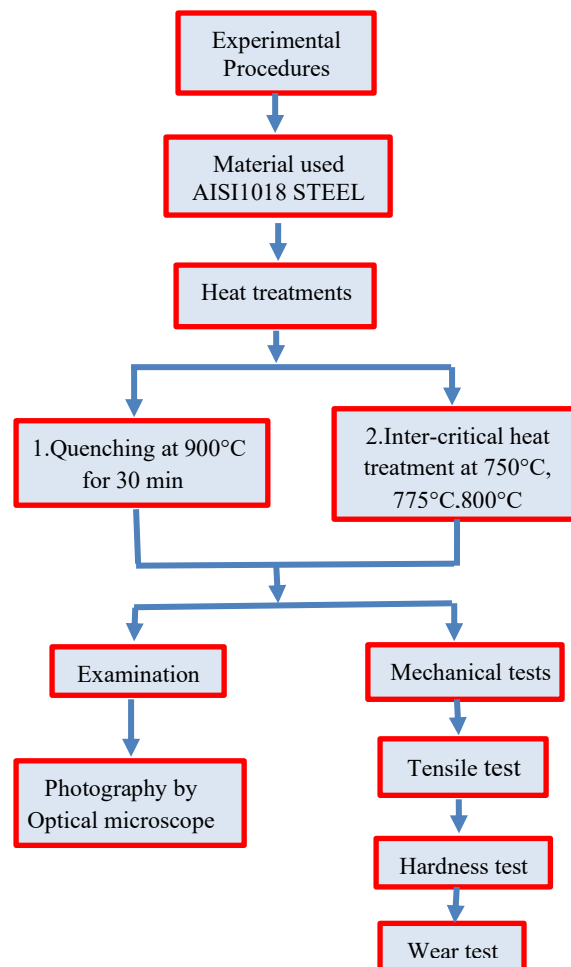 Experimental
Procedures
Material used
AISI1018 STEEL
Heat treatments
1.Quenching at 900°C
for 30 min
2.Inter-critical heat
treatment at 750°C,
775°C,800°C
Examination
Mechanical tests
Photography by
Optical microscope
Tensile test
Hardness test
Wear test